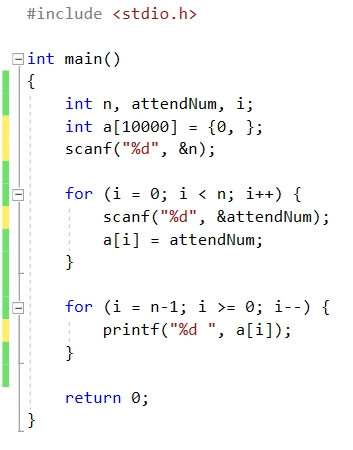 #include <stdio.h>
int main()
{
int n, attendNum, i;
int a[10000] = {0, };
scanf("%d", &n);
for (i = 0; i < n; i++) {
scanf("%d", &attendNum);
a[i] = attendNum;
}
for (i = n-1; i >= 0; i--) {
printf("%d ", a[i]);
}
return 0;
}